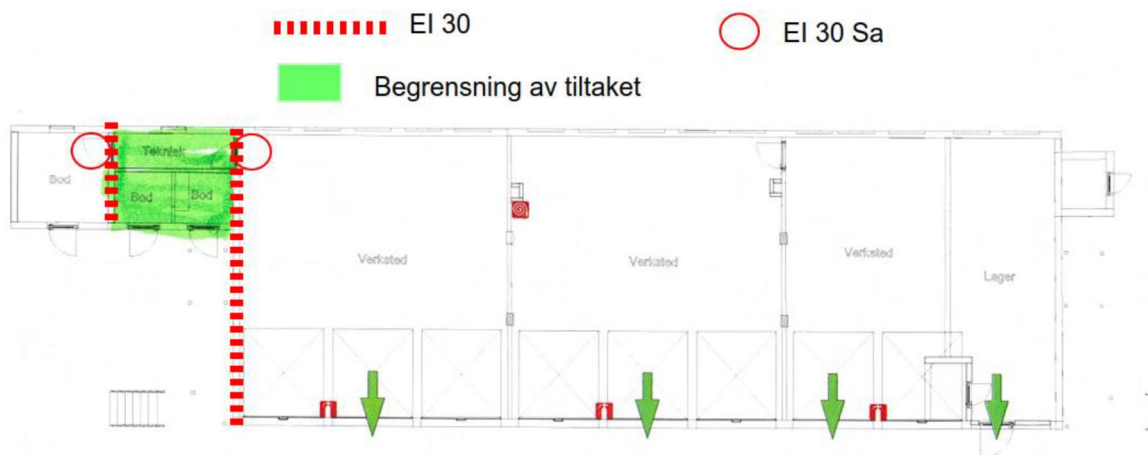 EI 30
EI 30 Sa
Begrensning av tiltaket
Teknisk
Bod
Bod
Bod
Verksted
Verksted
Verksted
Lager